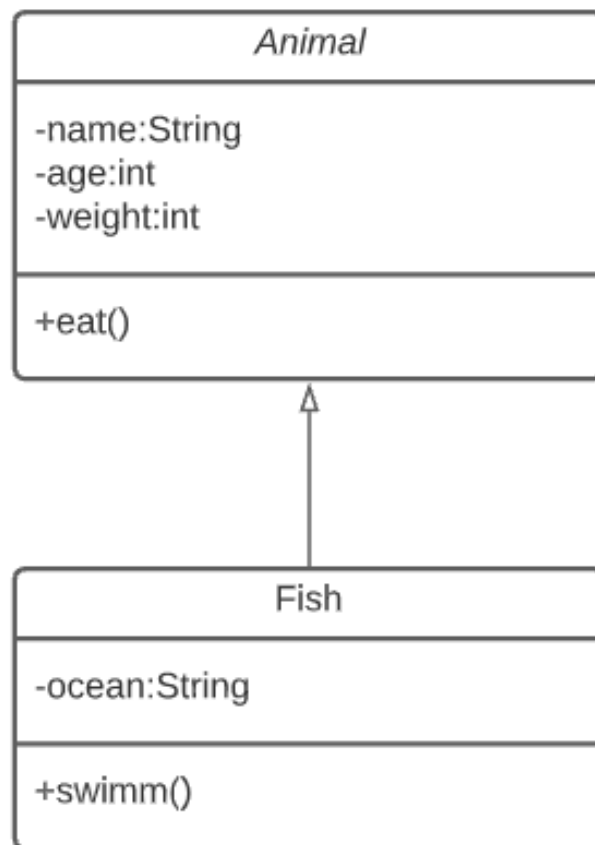 Animal
-name:String
-age:int
-weight:int
+eat()
Fish
-ocean:String
+swimm()